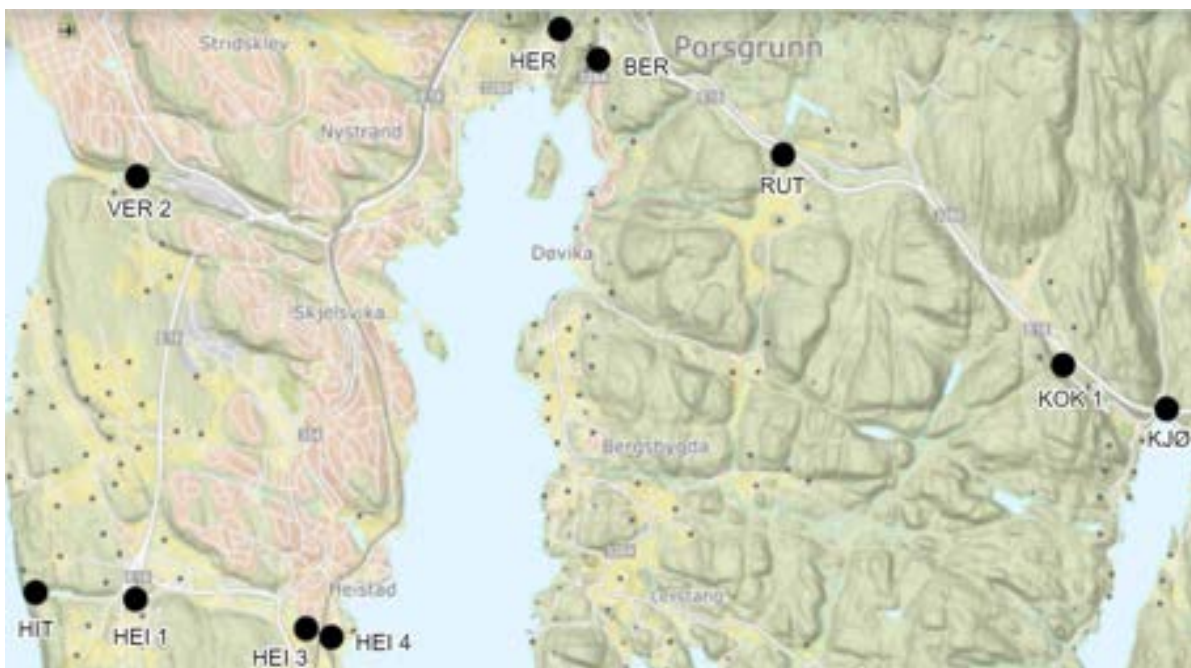 Stridsklev
HER
BER
Porsgrunn
Nystrand
RUT
VER 2
Døvika
Skjelsvika
KOK 1
KJØ
Bergsbygda
HIT
HEI 1
Heistad
HEI 3
HEI 4